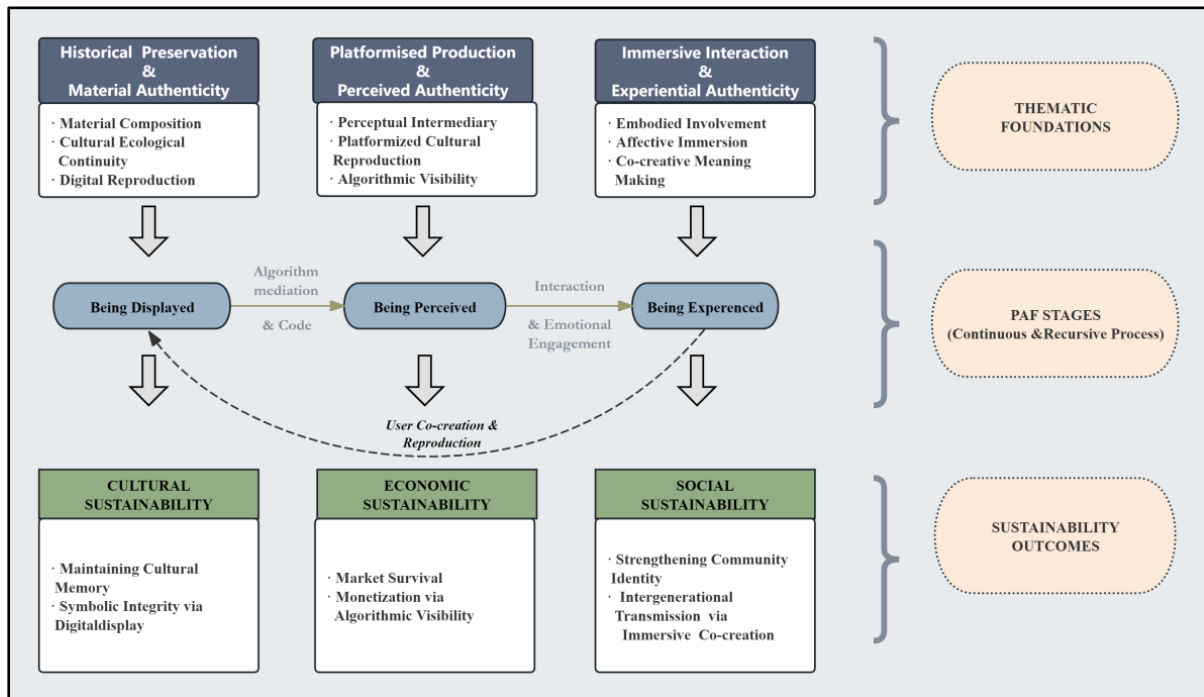 Historical Preservation
&
Material Authenticity
· Material Composition
· Cultural Ecological
Continuity
· Digital Reproduction
Platformised Production
&
Perceived Authenticity
· Perceptual Intermediary
· Platformized Cultural
Reproduction
· Algorithmic Visibility
Immersive Interaction
&
Experiential Authenticity
· Embodied Involvement
· Affective Immersion
· Co-creative Meaning
Making
THEMATIC
FOUNDATIONS
Being Displayed
Algorithm
mediation
& Code
Being Perceived
Interaction
& Emotional
Engagement
Being Experenced
PAF STAGES
(Continuous &Recursive Process)
User Co-creation &
Reproduction
CULTURAL
SUSTAINABILITY
· Maintaining Cultural
Memory
· Symbolic Integrity via
Digitaldisplay
ECONOMIC
SUSTAINABILITY
· Market Survival
· Monetization via
Algorithmic Visibility
SOCIAL
SUSTAINABILITY
· Strengthening Community
Identity
· Intergenerational
Transmission via
Immersive Co-creation
SUSTAINABILITY
OUTCOMES